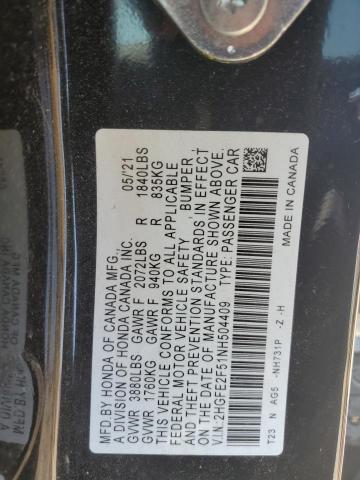 MFD.BY HONDA OF CANADA MFG.
A DIVISION OF HONDA CANADA INC. 05/'21
GVWR 3880LBS GAWR F 2072LBS R 1840LBS
GVWR 1760KG GAWR F 940KG R 835KG
THIS VEHICLE CONFORMS TO ALL APPLICABLE
FEDERAL MOTOR VEHICLE SAFETY , BUMPER ,
AND THEFT PREVENTION STANDARDS IN EFFECT
ON THE DATE OF MANUFACTURE SHOWN ABOVE.
V.I.N: 2HGFE2F51NH504409 TYPE: PASSENGER CAR
T23 N AG5 -NH731P -Z -H
MADE IN CANADA